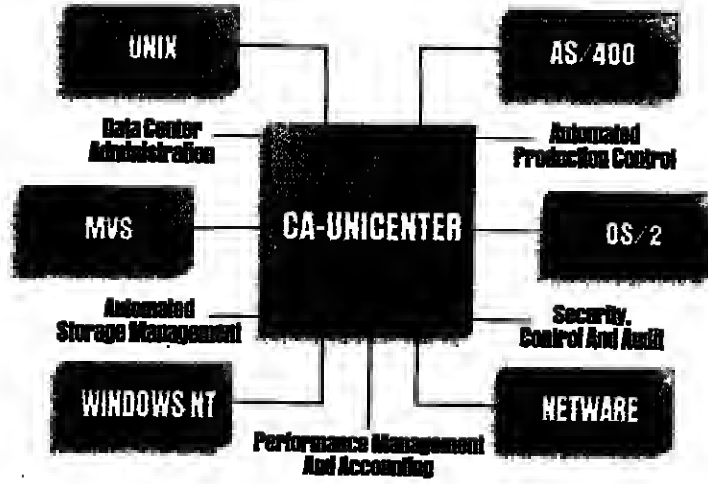 UNIX
AS/400
Data Center
Administration
Automated
Production Control
MVS
CA-UNICENTER
OS/2
Automated
Storage Management
Security,
Control And Audit
WINDOWS NT
NETWARE
Performance Management
And Accounting